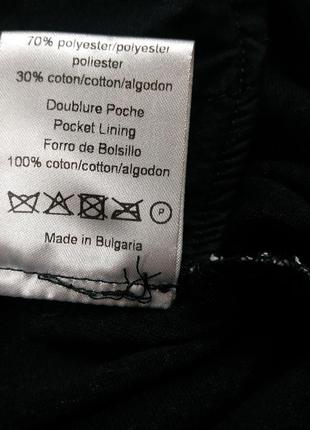 70% polyester/polyester
poliester
30% coton/cotton/algodon
Doublure Poche
Pocket Lining
Forro de Bolsillo
100% coton/cotton/algodon
P
Made in Bulgaria